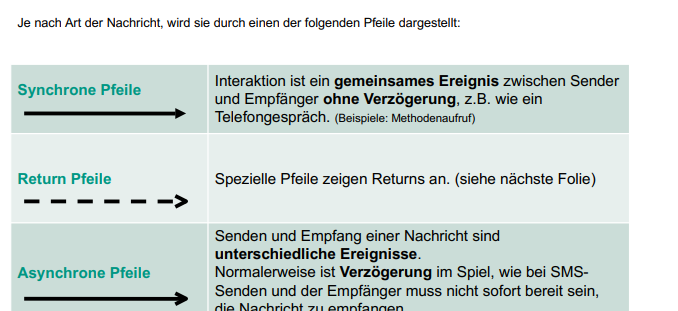 Je nach Art der Nachricht, wird sie durch einen der folgenden Pfeile dargestellt:
Synchrone Pfeile
Interaktion ist ein gemeinsames Ereignis zwischen Sender
und Empfänger ohne Verzögerung, z.B. wie ein
Telefongespräch. (Beispiele: Methodenaufruf)
Return Pfeile
Spezielle Pfeile zeigen Returns an. (siehe nächste Folie)
Asynchrone Pfeile
Senden und Empfang einer Nachricht sind
unterschiedliche Ereignisse.
Normalerweise ist Verzögerung im Spiel, wie bei SMS-
Senden und der Empfänger muss nicht sofort bereit sein,
die Nachricht zu empfangen